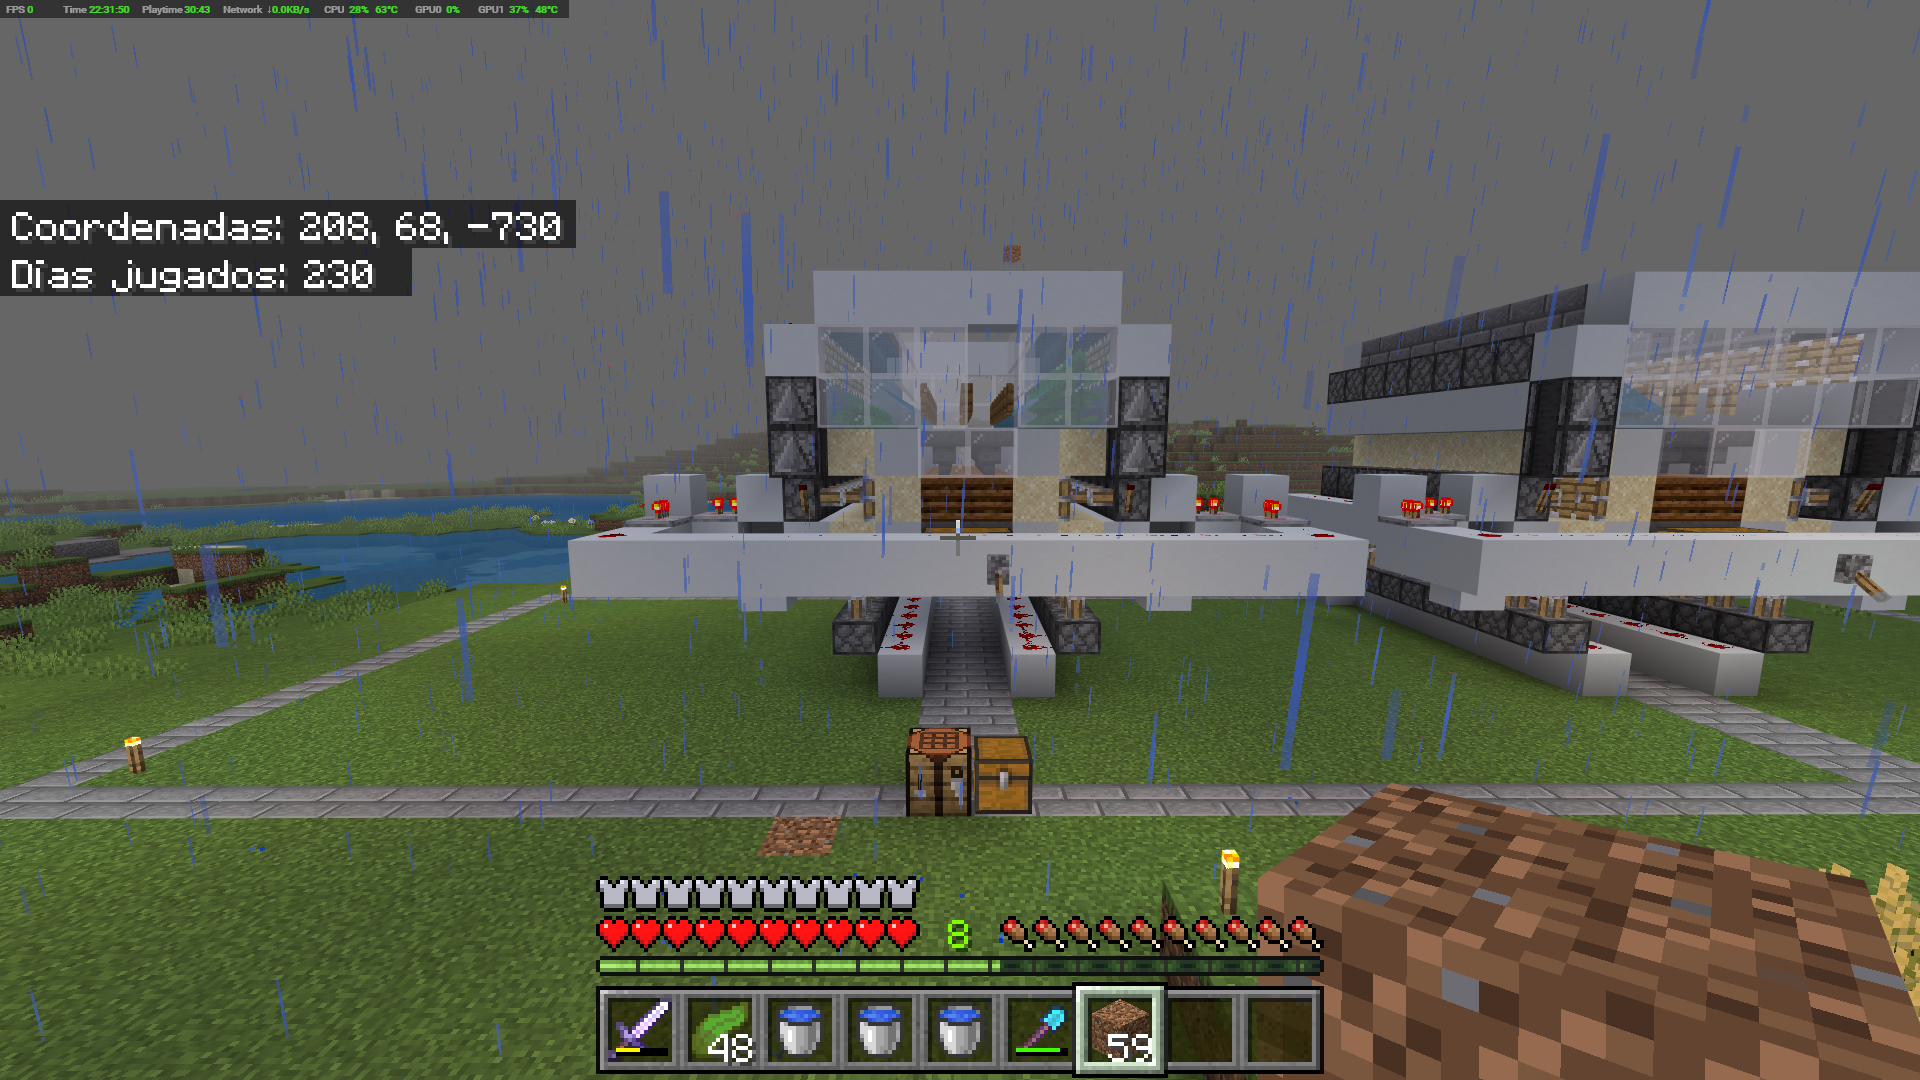 FPS 0 Time 22:31:50 Playtime 30:43 Network ↓0.0KB/s CPU 28% 63°C GPU0 0% GPU1 37% 48°C
Coordenadas: 208, 68, -730
Días jugados: 230
8
48
59